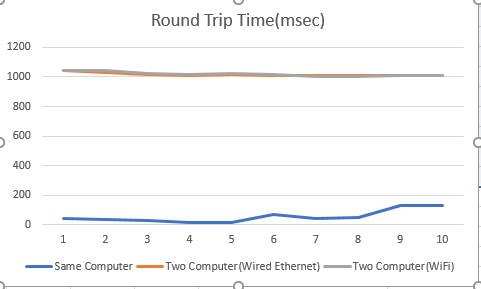 Round Trip Time(msec)
1200
1000
800
600
400
200
0
1 2 3 4 5 6 7 8 9 10
Same Computer Two Computer(Wired Ethernet) Two Computer(WiFi)